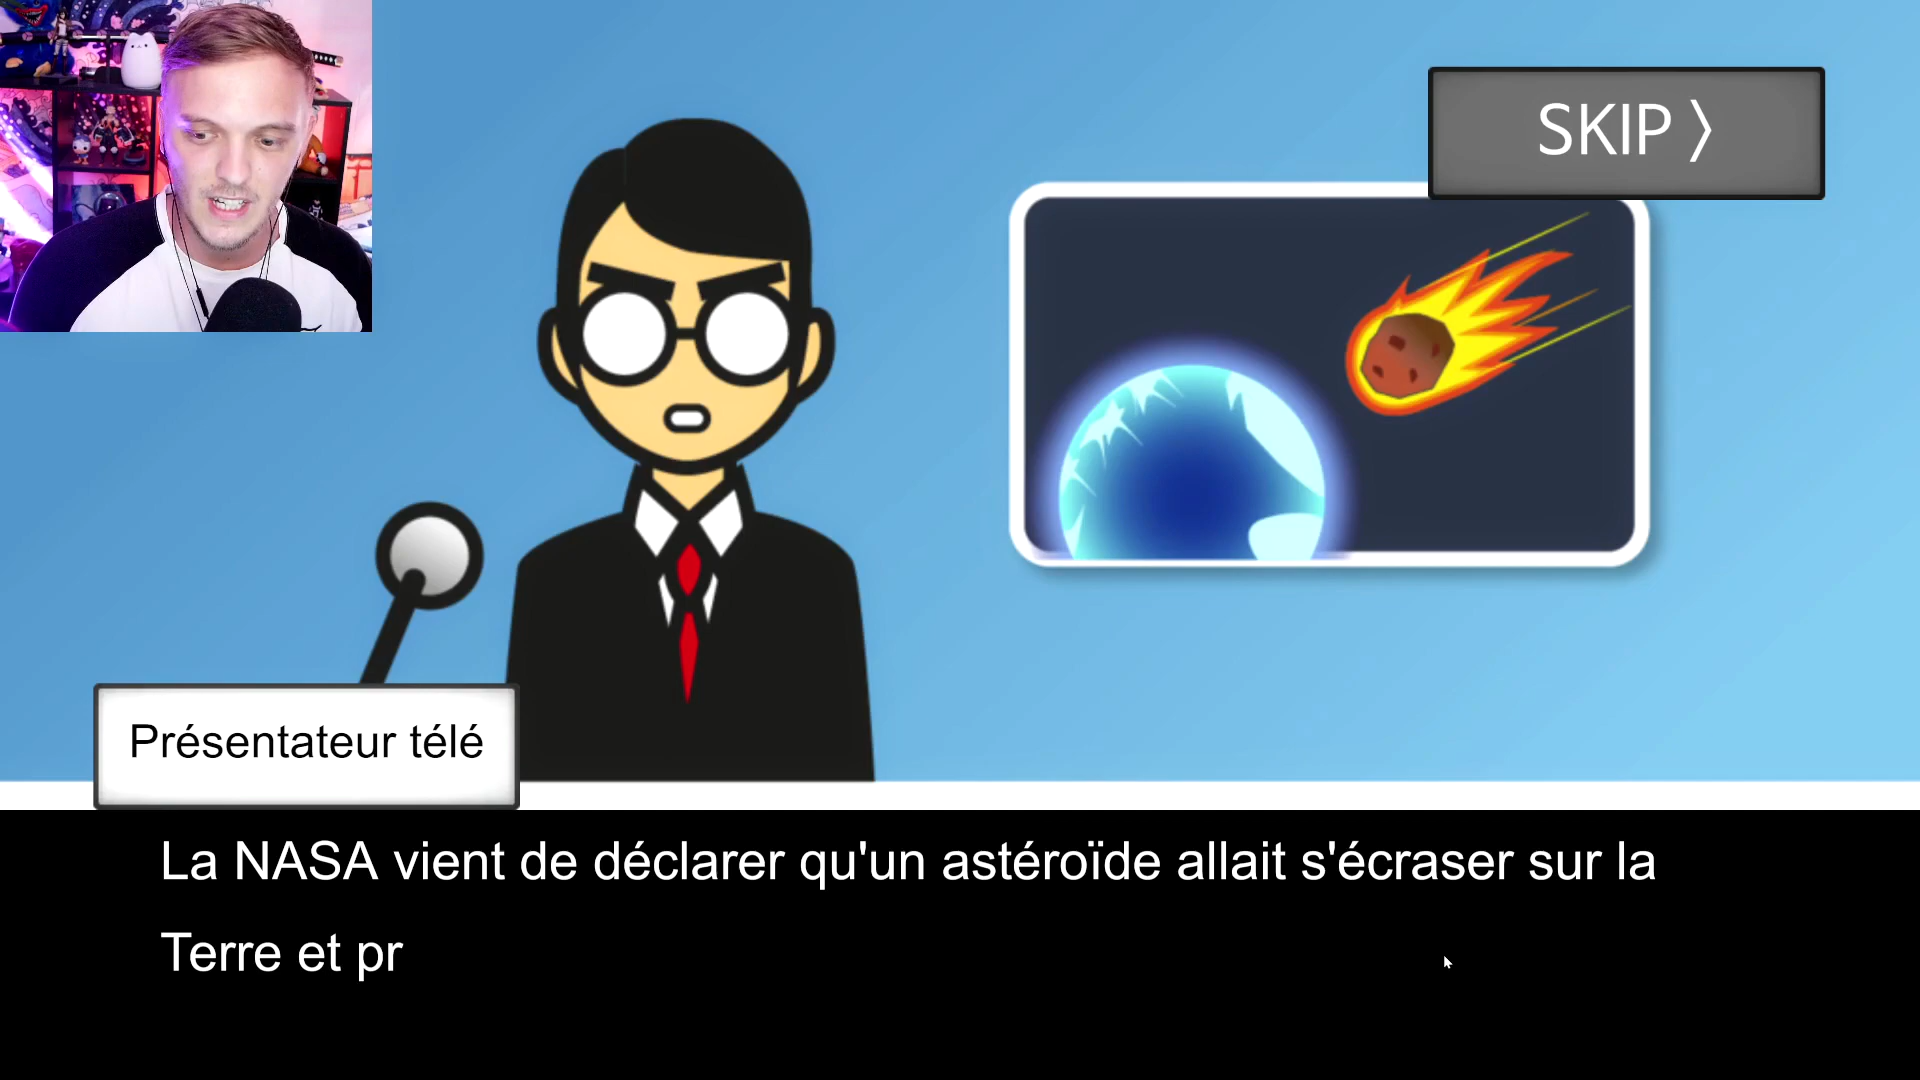 SKIP 〉
Présentateur télé
La NASA vient de déclarer qu'un astéroïde allait s'écraser sur la
Terre et pr